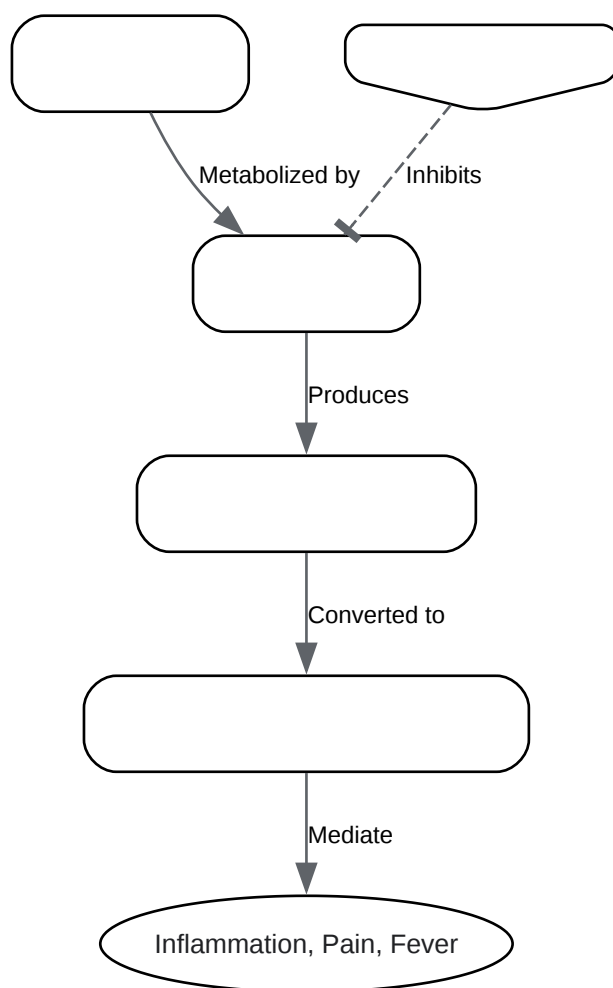 Metabolized by
Inhibits
Produces
Converted to
Mediate
Inflammation, Pain, Fever